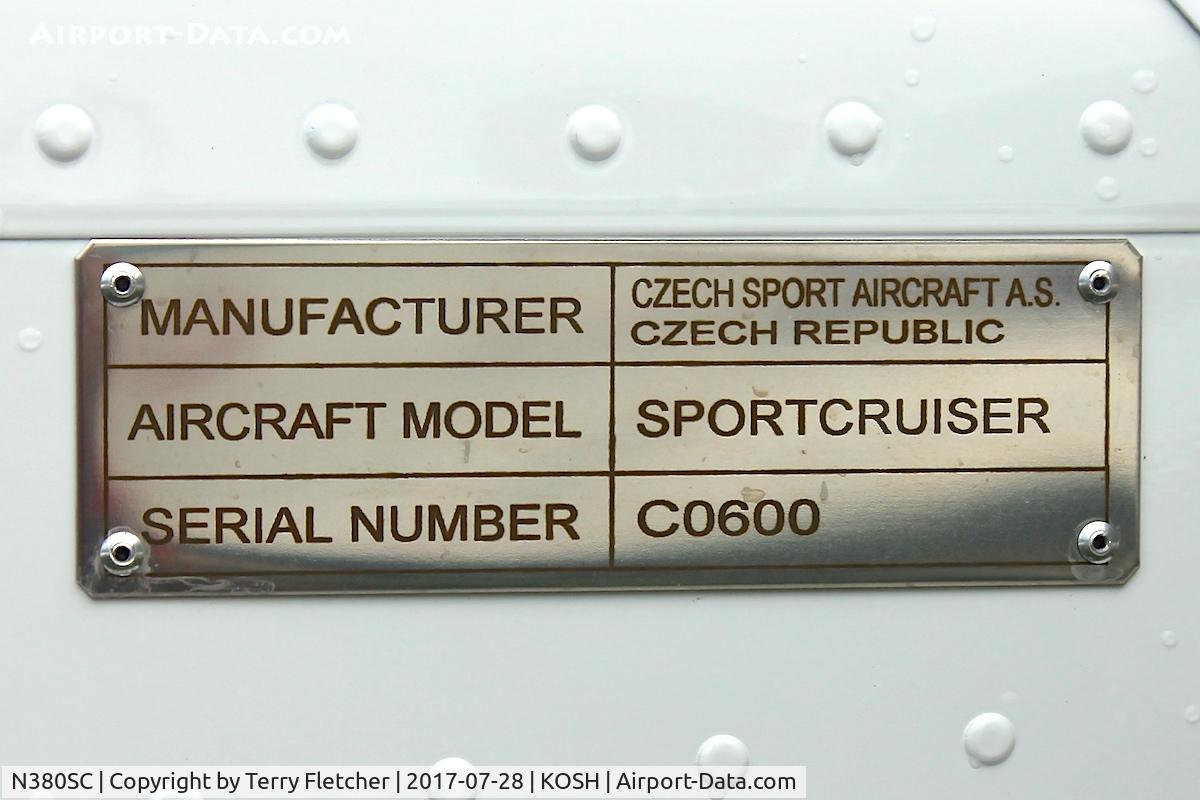 Airport-Data.com
MANUFACTURER
CZECH SPORT AIRCRAFT A.S.
CZECH REPUBLIC
AIRCRAFT MODEL
SPORTCRUISER
SERIAL NUMBER
C0600
N380SC | Copyright by Terry Fletcher | 2017-07-28 | KOSH | Airport-Data.com